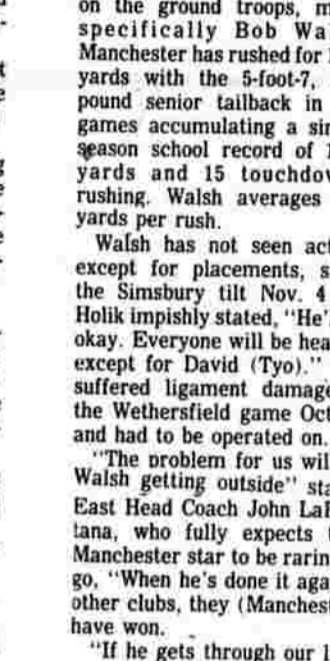 on the ground troops, m
specifically Bob Wa
Manchester has rushed for
yards with the 5-foot-7,
pound senior tailback in
games accumulating a si
season school record of 1
yards and 15 touchdo
rushing. Walsh averages
yards per rush.
Walsh has not seen act
except for placements, s
the Simsbury tilt Nov. 4
Holik impishly stated, "He'
okay. Everyone will be hea
except for David (Tyo)."
suffered ligament damage
the Wethersfield game Oct
and had to be operated on.
"The problem for us wil
Walsh getting outside" sta
East Head Coach John LaF
tana, who fully expects
Manchester star to be rarin
go, "When he's done it aga
other clubs, they (Manches
have won.
"If he gets through our